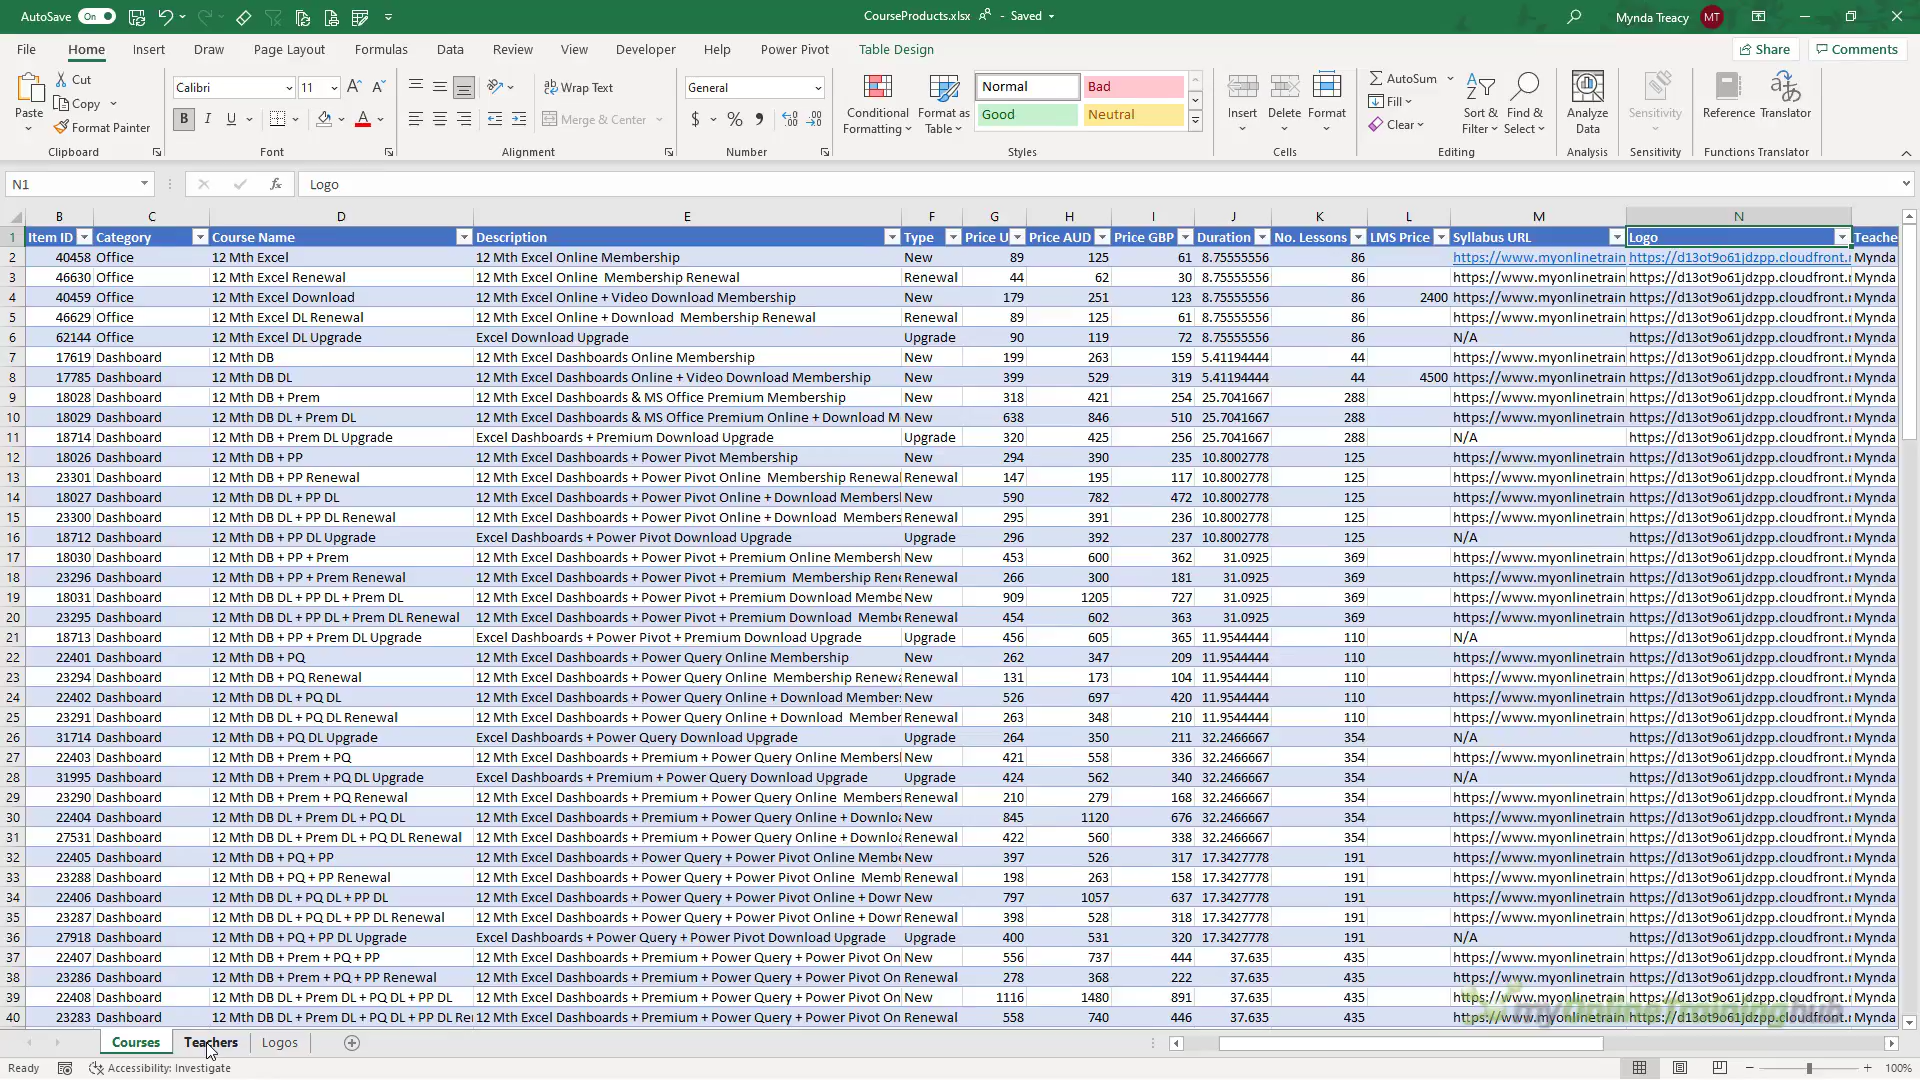 AutoSave On CourseProducts.xlsx - Saved Mynda Treacy MT
File Home Insert Draw Page Layout Formulas Data Review View Developer Help Power Pivot Table Design Share Comments
Paste Cut Copy Format Painter Clipboard
Calibri 11 B I U A Font
Wrap Text Merge & Center Alignment
General $ % Number
Conditional Formatting Format as Table Normal Bad Good Neutral Styles
Insert Delete Format Cells
AutoSum Fill Clear Sort & Filter Find & Select Editing
Analyze Data Analysis Sensitivity Sensitivity Reference Translator Functions Translator
N1 fx Logo
B C D E F G H I J K L M N
1 Item ID Category Course Name Description Type Price U Price AUD Price GBP Duration No. Lessons LMS Price Syllabus URL Logo Teache
2 40458 Office 12 Mth Excel 12 Mth Excel Online Membership New 89 125 61 8.75555556 86 https://www.myonlinetrain https://d13ot9o61jdzpp.cloudfront.r Mynda
3 46630 Office 12 Mth Excel Renewal 12 Mth Excel Online Membership Renewal Renewal 44 62 30 8.75555556 86 https://www.myonlinetrain https://d13ot9o61jdzpp.cloudfront.r Mynda
4 40459 Office 12 Mth Excel Download 12 Mth Excel Online + Video Download Membership New 179 251 123 8.75555556 86 2400 https://www.myonlinetrain https://d13ot9o61jdzpp.cloudfront.r Mynda
5 46629 Office 12 Mth Excel DL Renewal 12 Mth Excel Online + Download Membership Renewal Renewal 89 125 61 8.75555556 86 https://www.myonlinetrain https://d13ot9o61jdzpp.cloudfront.r Mynda
6 62144 Office 12 Mth Excel DL Upgrade Excel Download Upgrade Upgrade 90 119 72 8.75555556 86 N/A https://d13ot9o61jdzpp.cloudfront.r Mynda
7 17619 Dashboard 12 Mth DB 12 Mth Excel Dashboards Online Membership New 199 263 159 5.41194444 44 https://www.myonlinetrain https://d13ot9o61jdzpp.cloudfront.r Mynda
8 17785 Dashboard 12 Mth DB DL 12 Mth Excel Dashboards Online + Video Download Membership New 399 529 319 5.41194444 44 4500 https://www.myonlinetrain https://d13ot9o61jdzpp.cloudfront.r Mynda
9 18028 Dashboard 12 Mth DB + Prem 12 Mth Excel Dashboards & MS Office Premium Membership New 318 421 254 25.7041667 288 https://www.myonlinetrain https://d13ot9o61jdzpp.cloudfront.r Mynda
10 18029 Dashboard 12 Mth DB DL + Prem DL 12 Mth Excel Dashboards & MS Office Premium Online + Download M New 638 846 510 25.7041667 288 https://www.myonlinetrain https://d13ot9o61jdzpp.cloudfront.r Mynda
11 18714 Dashboard 12 Mth DB + Prem DL Upgrade Excel Dashboards + Premium Download Upgrade Upgrade 320 425 256 25.7041667 288 N/A https://d13ot9o61jdzpp.cloudfront.r Mynda
12 18026 Dashboard 12 Mth DB + PP 12 Mth Excel Dashboards + Power Pivot Membership New 294 390 235 10.8002778 125 https://www.myonlinetrain https://d13ot9o61jdzpp.cloudfront.r Mynda
13 23301 Dashboard 12 Mth DB + PP Renewal 12 Mth Excel Dashboards + Power Pivot Online Membership Renewal Renewal 147 195 117 10.8002778 125 https://www.myonlinetrain https://d13ot9o61jdzpp.cloudfront.r Mynda
14 18027 Dashboard 12 Mth DB DL + PP DL 12 Mth Excel Dashboards + Power Pivot Online + Download Membersl New 590 782 472 10.8002778 125 https://www.myonlinetrain https://d13ot9o61jdzpp.cloudfront.r Mynda
15 23300 Dashboard 12 Mth DB DL + PP DL Renewal 12 Mth Excel Dashboards + Power Pivot Online + Download Members Renewal 295 391 236 10.8002778 125 https://www.myonlinetrain https://d13ot9o61jdzpp.cloudfront.r Mynda
16 18712 Dashboard 12 Mth DB + PP DL Upgrade Excel Dashboards + Power Pivot Download Upgrade Upgrade 296 392 237 10.8002778 125 N/A https://d13ot9o61jdzpp.cloudfront.r Mynda
17 18030 Dashboard 12 Mth DB + PP + Prem 12 Mth Excel Dashboards + Power Pivot + Premium Online Membersh New 453 600 362 31.0925 369 https://www.myonlinetrain https://d13ot9o61jdzpp.cloudfront.r Mynda
18 23296 Dashboard 12 Mth DB + PP + Prem Renewal 12 Mth Excel Dashboards + Power Pivot + Premium Membership Rene Renewal 266 300 181 31.0925 369 https://www.myonlinetrain https://d13ot9o61jdzpp.cloudfront.r Mynda
19 18031 Dashboard 12 Mth DB DL + PP DL + Prem DL 12 Mth Excel Dashboards + Power Pivot + Premium Download Membe New 909 1205 727 31.0925 369 https://www.myonlinetrain https://d13ot9o61jdzpp.cloudfront.r Mynda
20 23295 Dashboard 12 Mth DB DL + PP DL + Prem DL Renewal 12 Mth Excel Dashboards + Power Pivot + Premium Download Membe Renewal 454 602 363 31.0925 369 https://www.myonlinetrain https://d13ot9o61jdzpp.cloudfront.r Mynda
21 18713 Dashboard 12 Mth DB + PP + Prem DL Upgrade Excel Dashboards + Power Pivot + Premium Download Upgrade Upgrade 456 605 365 11.9544444 110 N/A https://d13ot9o61jdzpp.cloudfront.r Mynda
22 22401 Dashboard 12 Mth DB + PQ 12 Mth Excel Dashboards + Power Query Online Membership New 262 347 209 11.9544444 110 https://www.myonlinetrain https://d13ot9o61jdzpp.cloudfront.r Mynda
23 23294 Dashboard 12 Mth DB + PQ Renewal 12 Mth Excel Dashboards + Power Query Online Membership Renewa Renewal 131 173 104 11.9544444 110 https://www.myonlinetrain https://d13ot9o61jdzpp.cloudfront.r Mynda
24 22402 Dashboard 12 Mth DB DL + PQ DL 12 Mth Excel Dashboards + Power Query Online + Download Member: New 526 697 420 11.9544444 110 https://www.myonlinetrain https://d13ot9o61jdzpp.cloudfront.r Mynda
25 23291 Dashboard 12 Mth DB DL + PQ DL Renewal 12 Mth Excel Dashboards + Power Query Online + Download Member Renewal 263 348 210 11.9544444 110 https://www.myonlinetrain https://d13ot9o61jdzpp.cloudfront.r Mynda
26 31714 Dashboard 12 Mth DB + PQ DL Upgrade Excel Dashboards + Power Query Download Upgrade Upgrade 264 350 211 32.2466667 354 N/A https://d13ot9o61jdzpp.cloudfront.r Mynda
27 22403 Dashboard 12 Mth DB + Prem + PQ 12 Mth Excel Dashboards + Premium + Power Query Online Membersl New 421 558 336 32.2466667 354 https://www.myonlinetrain https://d13ot9o61jdzpp.cloudfront.r Mynda
28 31995 Dashboard 12 Mth DB + Prem + PQ DL Upgrade Excel Dashboards + Premium + Power Query Download Upgrade Upgrade 424 562 340 32.2466667 354 N/A https://d13ot9o61jdzpp.cloudfront.r Mynda
29 23290 Dashboard 12 Mth DB + Prem + PQ Renewal 12 Mth Excel Dashboards + Premium + Power Query Online Members Renewal 210 279 168 32.2466667 354 https://www.myonlinetrain https://d13ot9o61jdzpp.cloudfront.r Mynda
30 22404 Dashboard 12 Mth DB DL + Prem DL + PQ DL 12 Mth Excel Dashboards + Premium + Power Query Online + Downloa New 845 1120 676 32.2466667 354 https://www.myonlinetrain https://d13ot9o61jdzpp.cloudfront.r Mynda
31 27531 Dashboard 12 Mth DB DL + Prem DL + PQ DL Renewal 12 Mth Excel Dashboards + Premium + Power Query Online + Downloa Renewal 422 560 338 32.2466667 354 https://www.myonlinetrain https://d13ot9o61jdzpp.cloudfront.r Mynda
32 22405 Dashboard 12 Mth DB + PQ + PP 12 Mth Excel Dashboards + Power Query + Power Pivot Online Membe New 397 526 317 17.3427778 191 https://www.myonlinetrain https://d13ot9o61jdzpp.cloudfront.r Mynda
33 23288 Dashboard 12 Mth DB + PQ + PP Renewal 12 Mth Excel Dashboards + Power Query + Power Pivot Online Memb Renewal 198 263 158 17.3427778 191 https://www.myonlinetrain https://d13ot9o61jdzpp.cloudfront.r Mynda
34 22406 Dashboard 12 Mth DB DL + PQ DL + PP DL 12 Mth Excel Dashboards + Power Query + Power Pivot Online + Dowr New 797 1057 637 17.3427778 191 https://www.myonlinetrain https://d13ot9o61jdzpp.cloudfront.r Mynda
35 23287 Dashboard 12 Mth DB DL + PQ DL + PP DL Renewal 12 Mth Excel Dashboards + Power Query + Power Pivot Online + Dowr Renewal 398 528 318 17.3427778 191 https://www.myonlinetrain https://d13ot9o61jdzpp.cloudfront.r Mynda
36 27918 Dashboard 12 Mth DB + PQ + PP DL Upgrade Excel Dashboards + Power Query + Power Pivot Download Upgrade Upgrade 400 531 320 17.3427778 191 N/A https://d13ot9o61jdzpp.cloudfront.r Mynda
37 22407 Dashboard 12 Mth DB + Prem + PQ + PP 12 Mth Excel Dashboards + Premium + Power Query + Power Pivot On New 556 737 444 37.635 435 https://www.myonlinetrain https://d13ot9o61jdzpp.cloudfront.r Mynda
38 23286 Dashboard 12 Mth DB + Prem + PQ + PP Renewal 12 Mth Excel Dashboards + Premium + Power Query + Power Pivot On Renewal 278 368 222 37.635 435 https://www.myonlinetrain https://d13ot9o61jdzpp.cloudfront.r Mynda
39 22408 Dashboard 12 Mth DB DL + Prem DL + PQ DL + PP DL 12 Mth Excel Dashboards + Premium + Power Query + Power Pivot On New 1116 1480 891 37.635 435 https://www.myonlinetrain https://d13ot9o61jdzpp.cloudfront.r Mynda
40 23283 Dashboard 12 Mth DB DL + Prem DL + PQ DL + PP DL Re 12 Mth Excel Dashboards + Premium + Power Query + Power Pivot On Renewal 558 740 446 37.635 435 https://www.myonlinetrain https://d13ot9o61jdzpp.cloudfront.r Mynda
myOnlineTraininghub
Courses Teachers Logos
Ready Accessibility: Investigate 100%